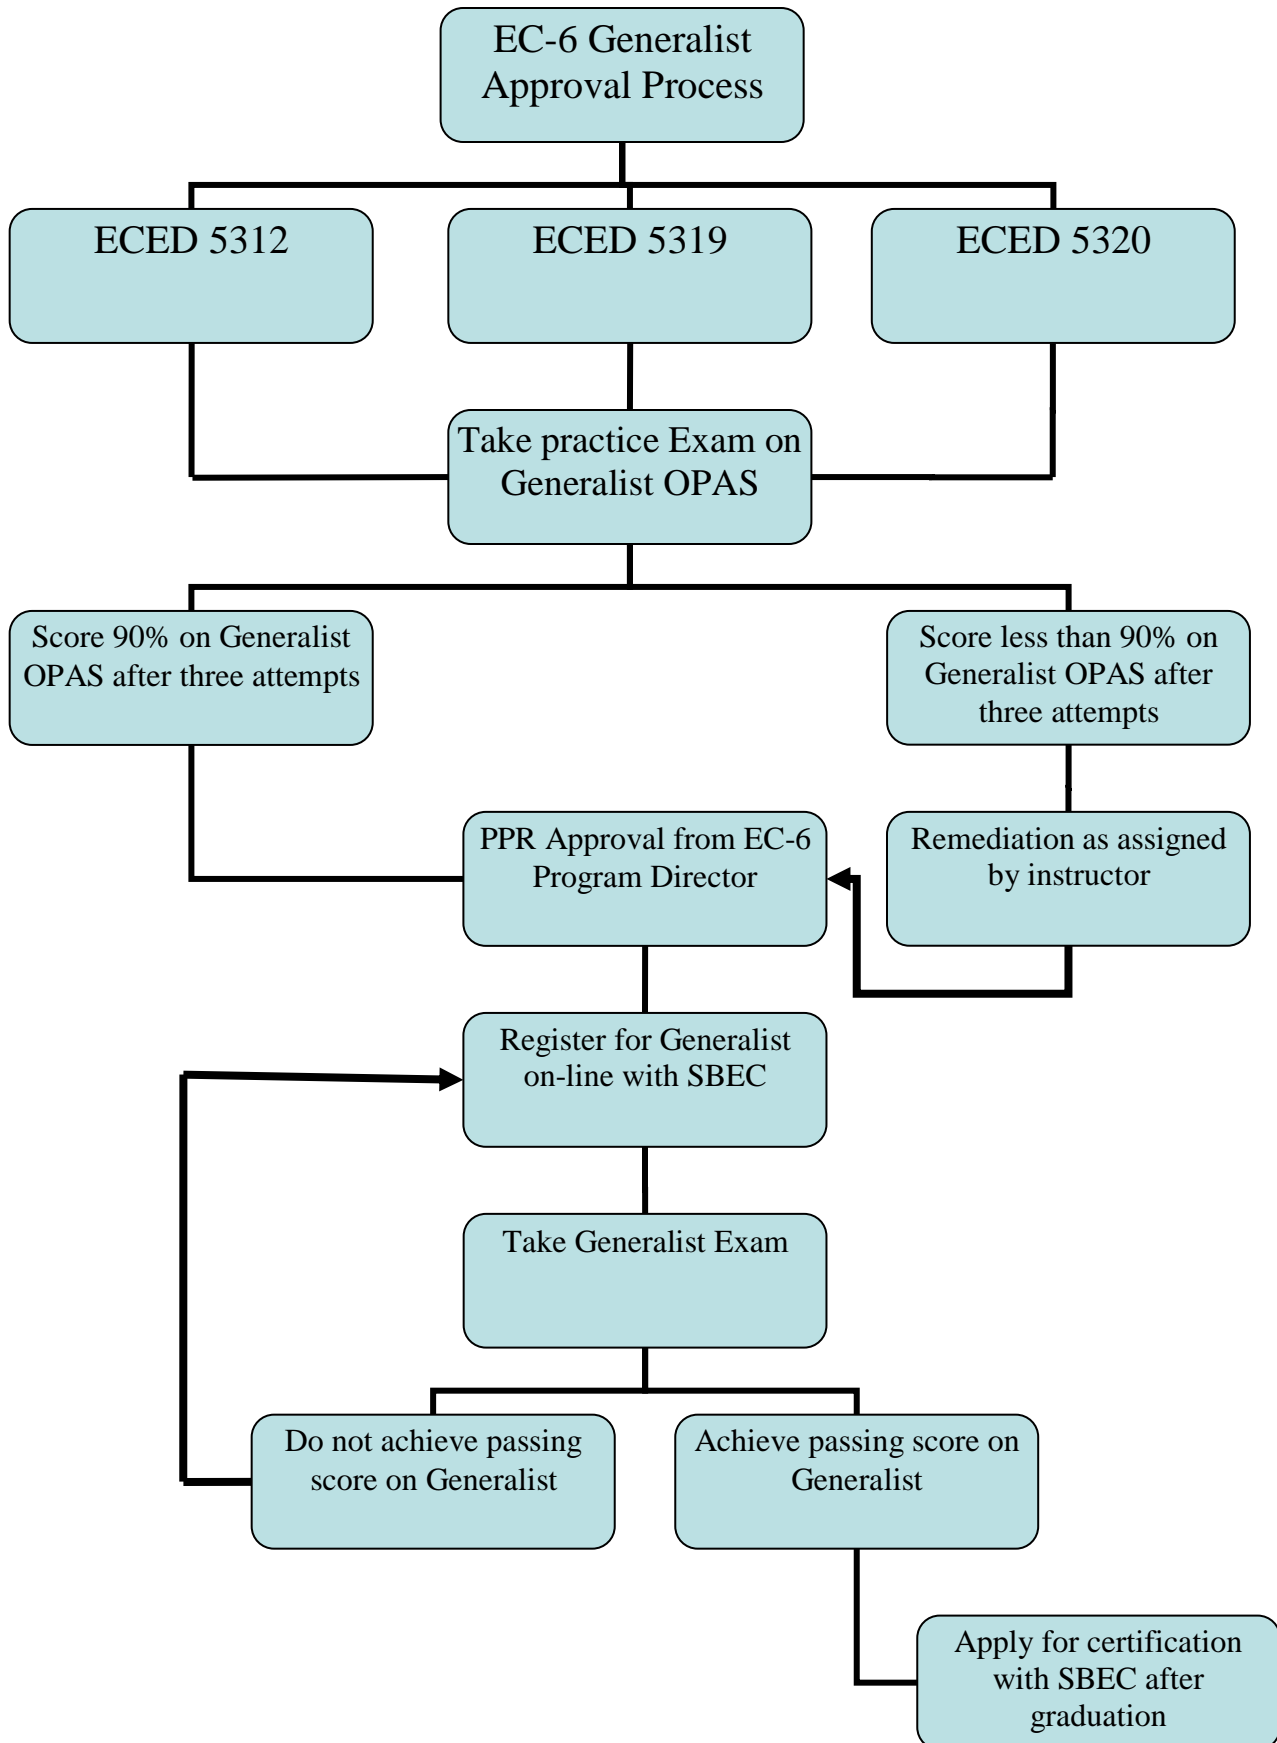 EC-6 Generalist
Approval Process
ECED 5312
ECED 5319
ECED 5320
Take practice Exam on
Generalist OPAS
Score 90% on Generalist
OPAS after three attempts
Score less than 90% on
Generalist OPAS after
three attempts
PPR Approval from EC-6
Program Director
Remediation as assigned
by instructor
Register for Generalist
on-line with SBEC
Take Generalist Exam
Do not achieve passing
score on Generalist
Achieve passing score on
Generalist
Apply for certification
with SBEC after
graduation